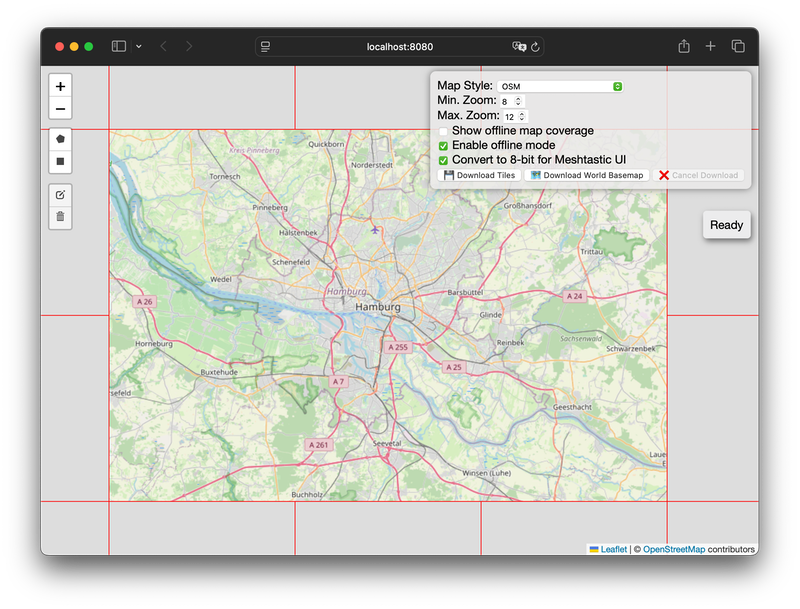 localhost:8080
+
−
Map Style: OSM
Min. Zoom: 8
Max. Zoom: 12
Show offline map coverage
Enable offline mode
Convert to 8-bit for Meshtastic UI
Download Tiles
Download World Basemap
Cancel Download
Ready
Quickborn
Kreis Pinneberg
Norderstedt
Tornesch
Pinneberg
Großhansdorf
Halstenbek
Trittau
Schenefeld
Wedel
Hamburg
Barsbüttel
A 26
A 24
Hamburg
Glinde
Sachsenwald
Horneburg
A 255
Reinbek
Schwarzenbek
Buxtehude
A 25
A 7
sefeld
Geesthacht
A 261
Seevetal
Laue
Winsen (Luhe)
Buchholz
Leaflet | © OpenStreetMap contributors